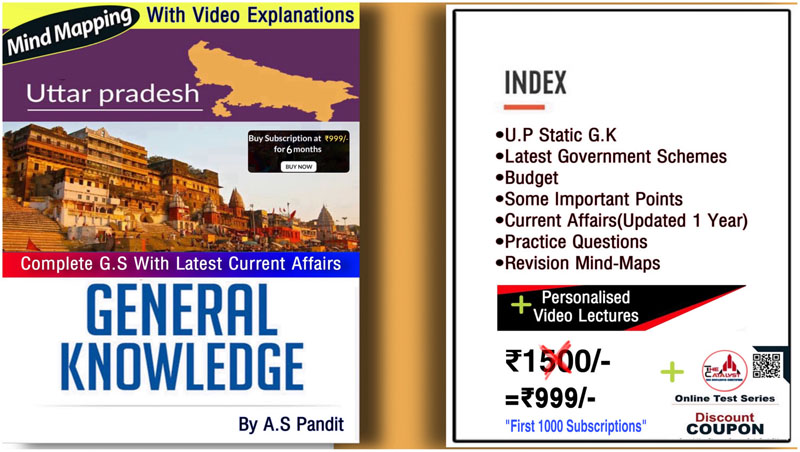 Mind Mapping
With Video Explanations
Uttar pradesh
Buy Subscription at ₹999/-
for 6 months
BUY NOW
Complete G.S With Latest Current Affairs
GENERAL
KNOWLEDGE
By A.S Pandit
INDEX
•U.P Static G.K
•Latest Government Schemes
•Budget
•Some Important Points
•Current Affairs(Updated 1 Year)
•Practice Questions
•Revision Mind-Maps
+ Personalised
Video Lectures
₹1500/-
=₹999/-
"First 1000 Subscriptions"
+
THE
CATALYST
Online Test Series
Discount
COUPON